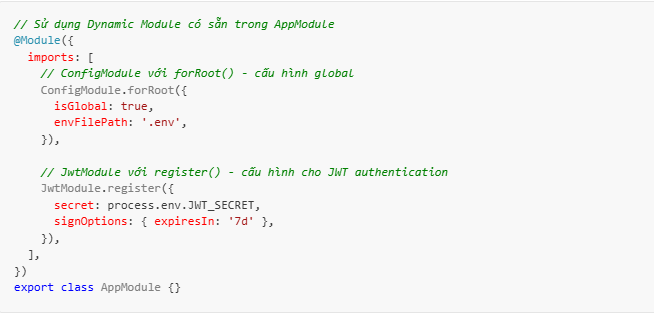 // Sử dụng Dynamic Module có sẵn trong AppModule
@Module({
  imports: [
    // ConfigModule với forRoot() - cấu hình global
    ConfigModule.forRoot({
      isGlobal: true,
      envFilePath: '.env',
    }),

    // JwtModule với register() - cấu hình cho JWT authentication
    JwtModule.register({
      secret: process.env.JWT_SECRET,
      signOptions: { expiresIn: '7d' },
    }),
  ],
})
export class AppModule {}